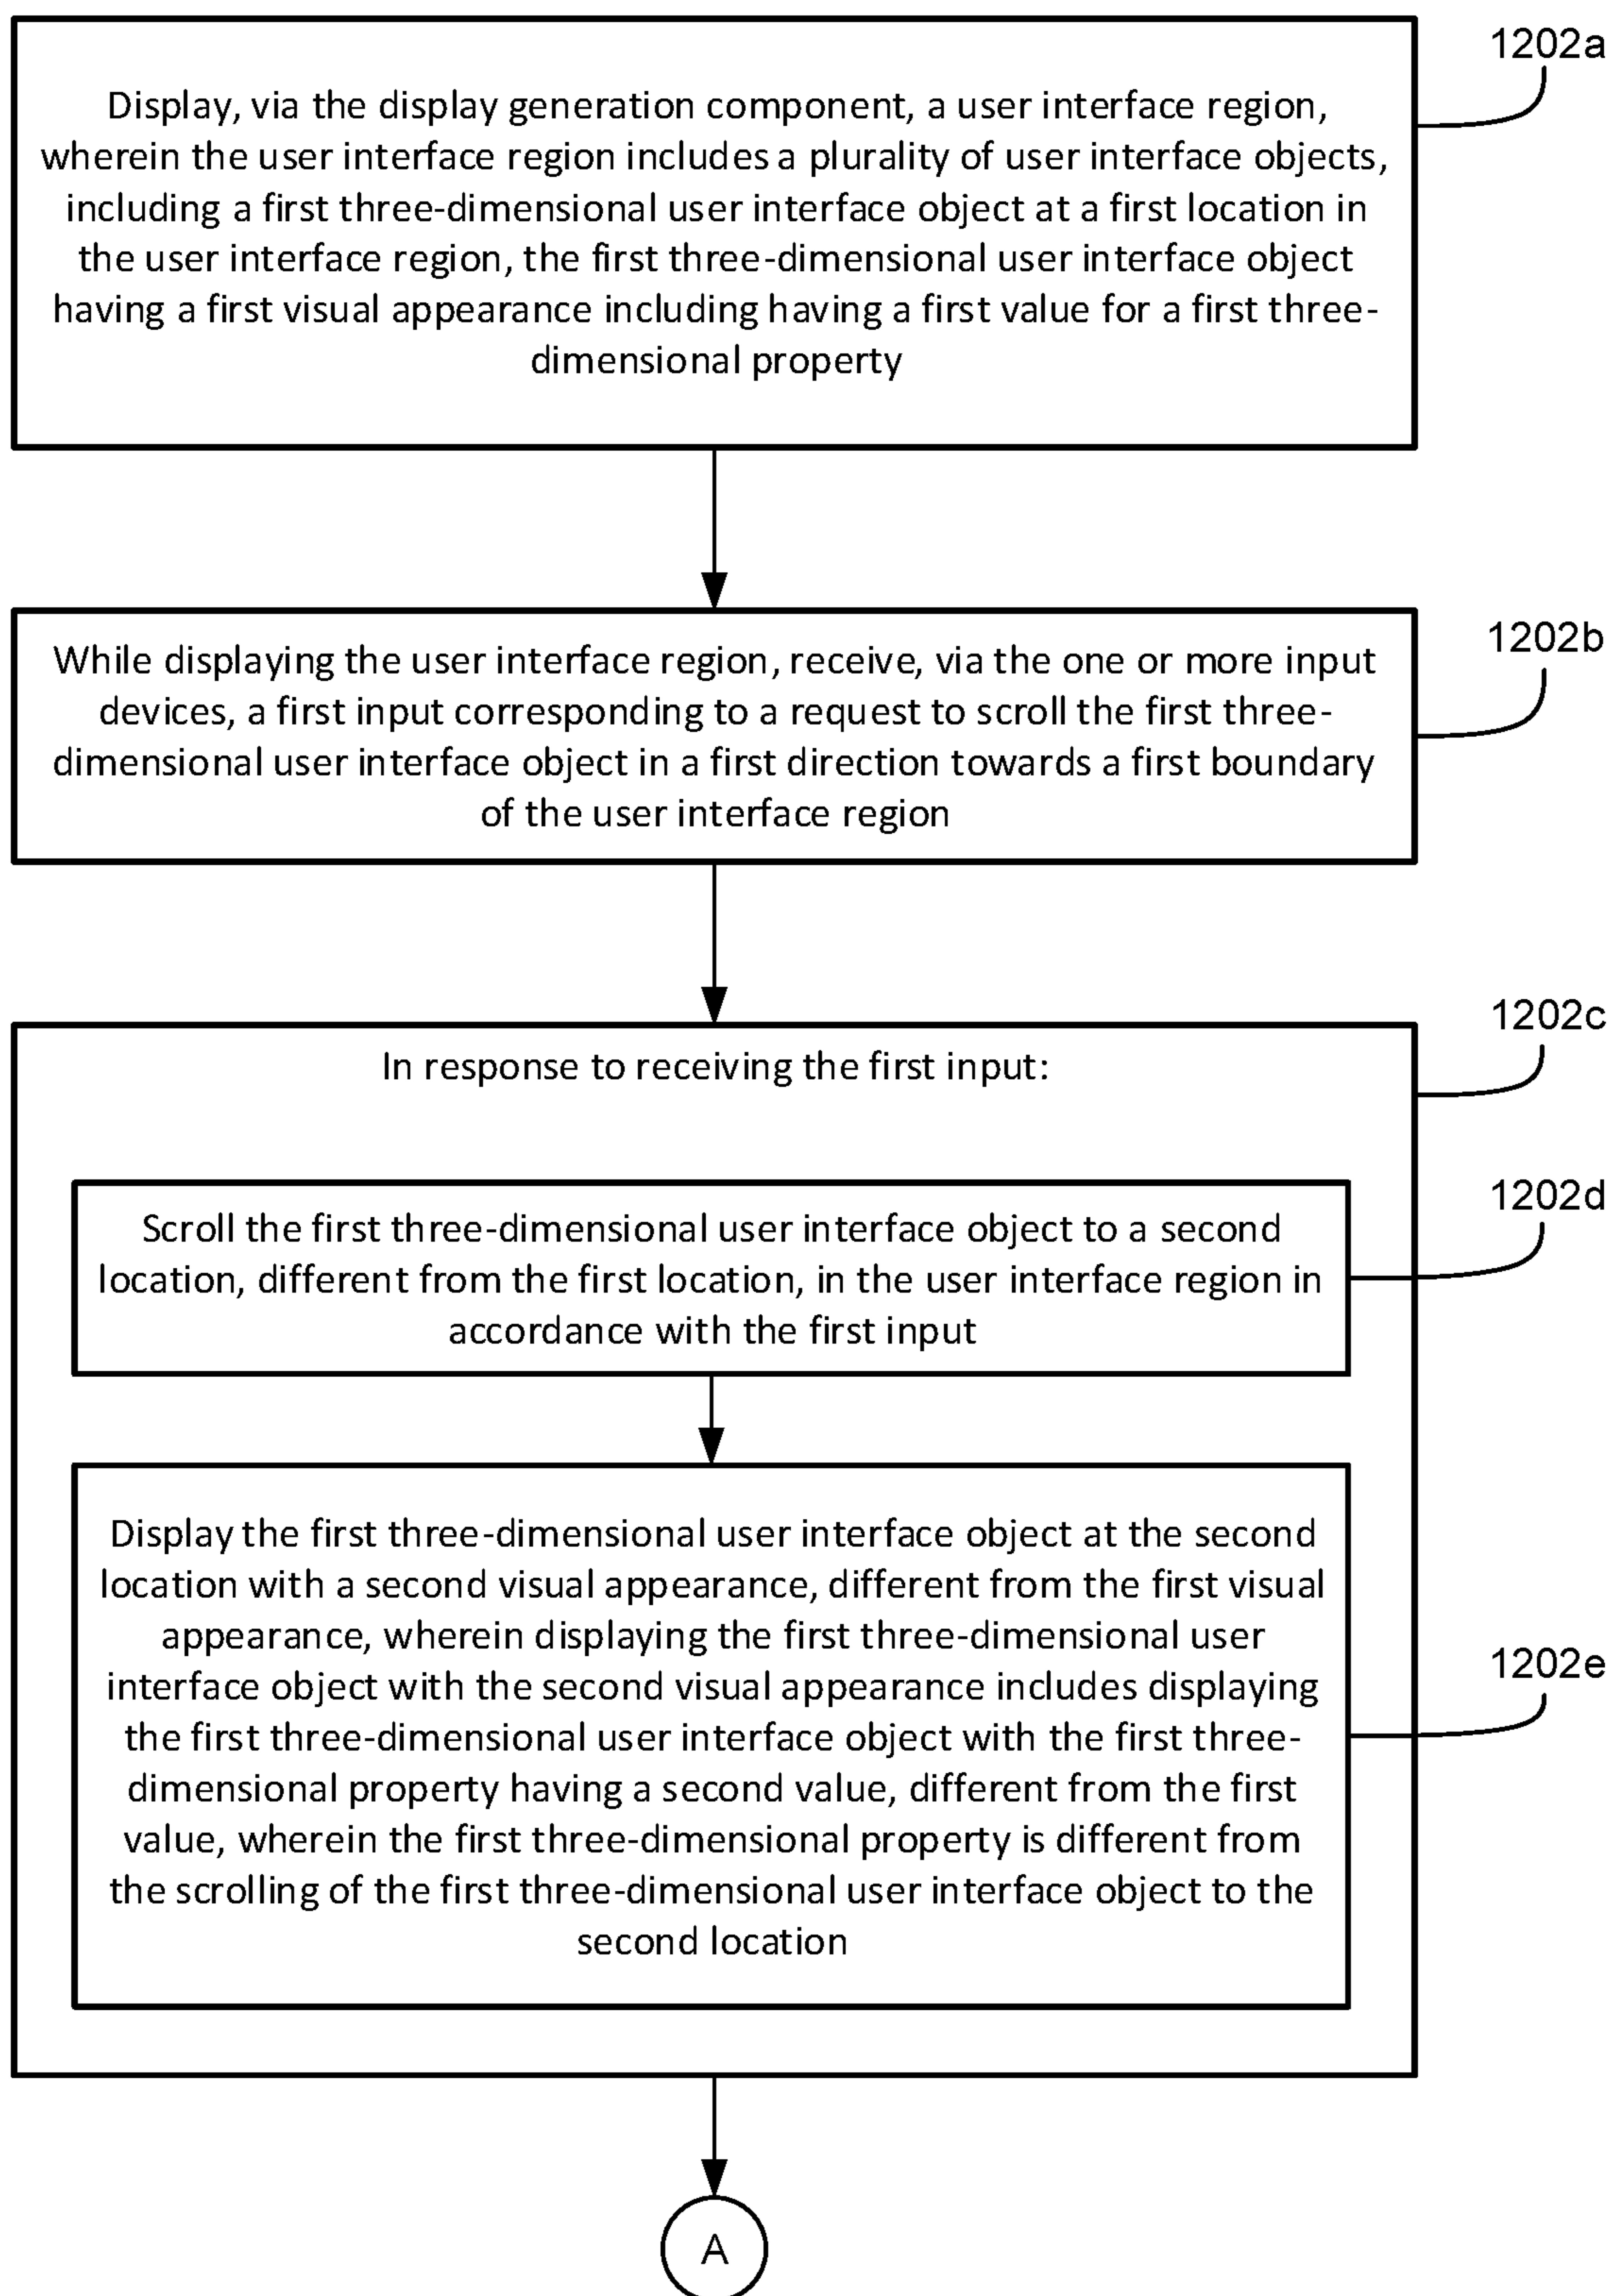 1202a
Display, via the display generation component, a user interface region,
wherein the user interface region includes a plurality of user interface objects,
including a first three-dimensional user interface object at a first location in
the user interface region, the first three-dimensional user interface object
having a first visual appearance including having a first value for a first three-
dimensional property
1202b
While displaying the user interface region, receive, via the one or more input
devices, a first input corresponding to a request to scroll the first three-
dimensional user interface object in a first direction towards a first boundary
of the user interface region
1202c
In response to receiving the first input:
1202d
Scroll the first three-dimensional user interface object to a second
location, different from the first location, in the user interface region in
accordance with the first input
1202e
Display the first three-dimensional user interface object at the second
location with a second visual appearance, different from the first visual
appearance, wherein displaying the first three-dimensional user
interface object with the second visual appearance includes displaying
the first three-dimensional user interface object with the first three-
dimensional property having a second value, different from the first
value, wherein the first three-dimensional property is different from
the scrolling of the first three-dimensional user interface object to the
second location
A